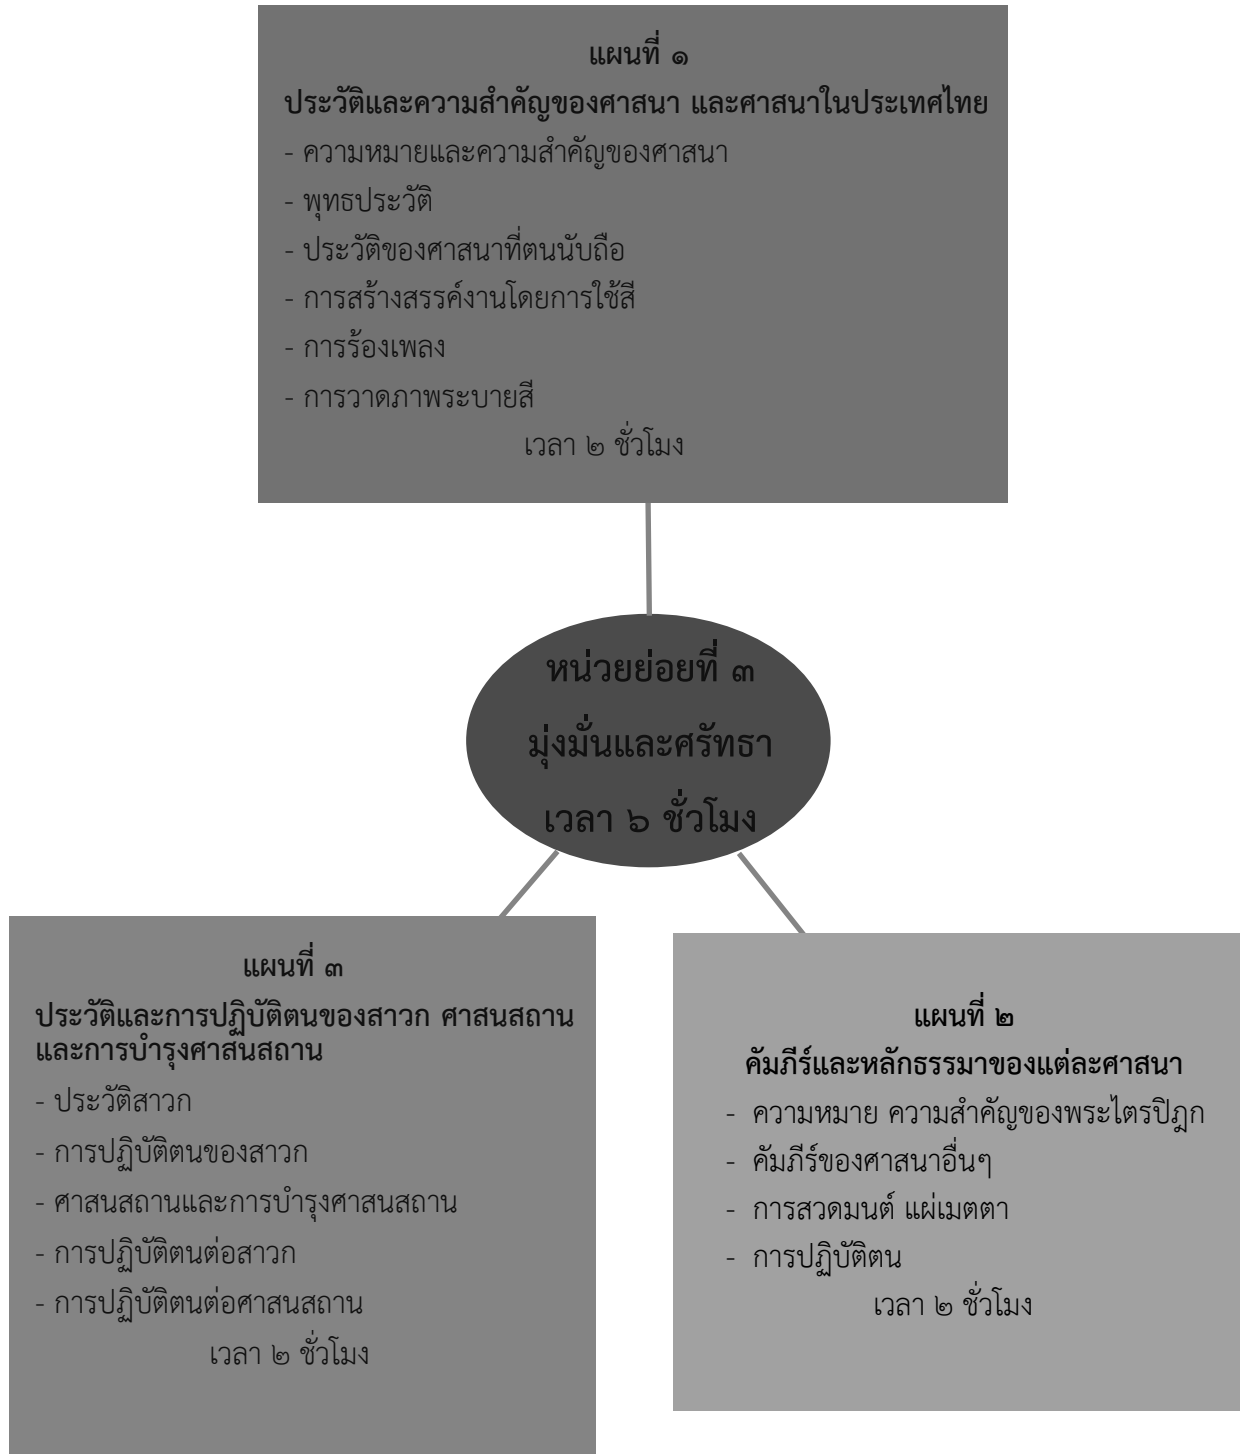 แผนที่ ๑
ประวัติและความสำคัญของศาสนา และศาสนาในประเทศไทย
- ความหมายและความสำคัญของศาสนา
- พุทธประวัติ
- ประวัติของศาสนาที่ตนนับถือ
- การสร้างสรรค์งานโดยการใช้สี
- การร้องเพลง
- การวาดภาพระบายสี
เวลา ๒ ชั่วโมง
หน่วยย่อยที่ ๓
มุ่งมั่นและศรัทธา
เวลา ๖ ชั่วโมง
แผนที่ ๓
ประวัติและการปฏิบัติตนของสาวก ศาสนสถาน
และการบำรุงศาสนสถาน
- ประวัติสาวก
- การปฏิบัติตนของสาวก
- ศาสนสถานและการบำรุงศาสนสถาน
- การปฏิบัติตนต่อสาวก
- การปฏิบัติตนต่อศาสนสถาน
เวลา ๒ ชั่วโมง
แผนที่ ๒
คัมภีร์และหลักธรรมาของแต่ละศาสนา
- ความหมาย ความสำคัญของพระไตรปิฎก
- คัมภีร์ของศาสนาอื่นๆ
- การสวดมนต์ แผ่เมตตา
- การปฏิบัติตน
เวลา ๒ ชั่วโมง